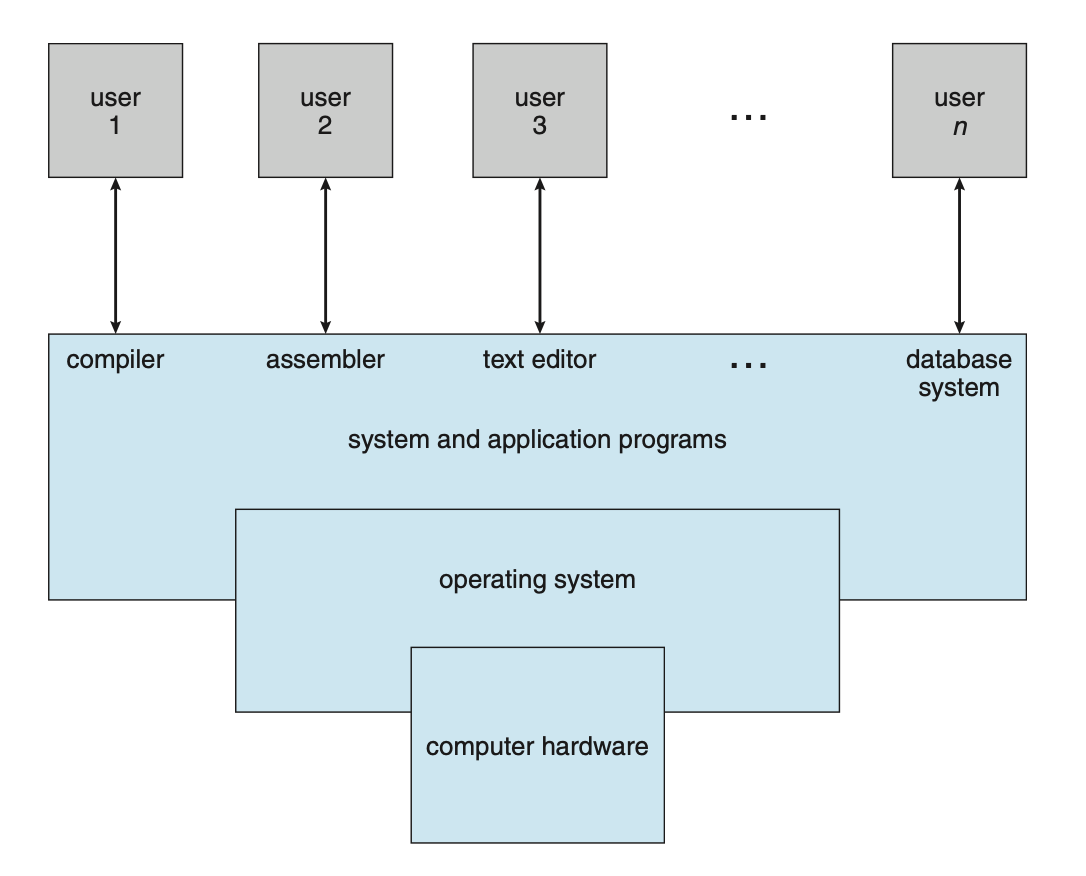 user
1
user
2
user
3
...
user
n
compiler
assembler
text editor
...
database
system
system and application programs
operating system
computer hardware